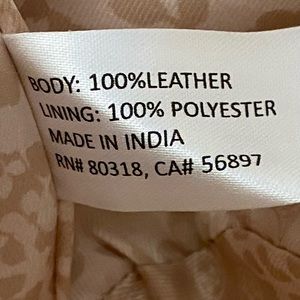 BODY: 100%LEATHER
LINING: 100% POLYESTER
MADE IN INDIA
RN# 80318, CA# 56897